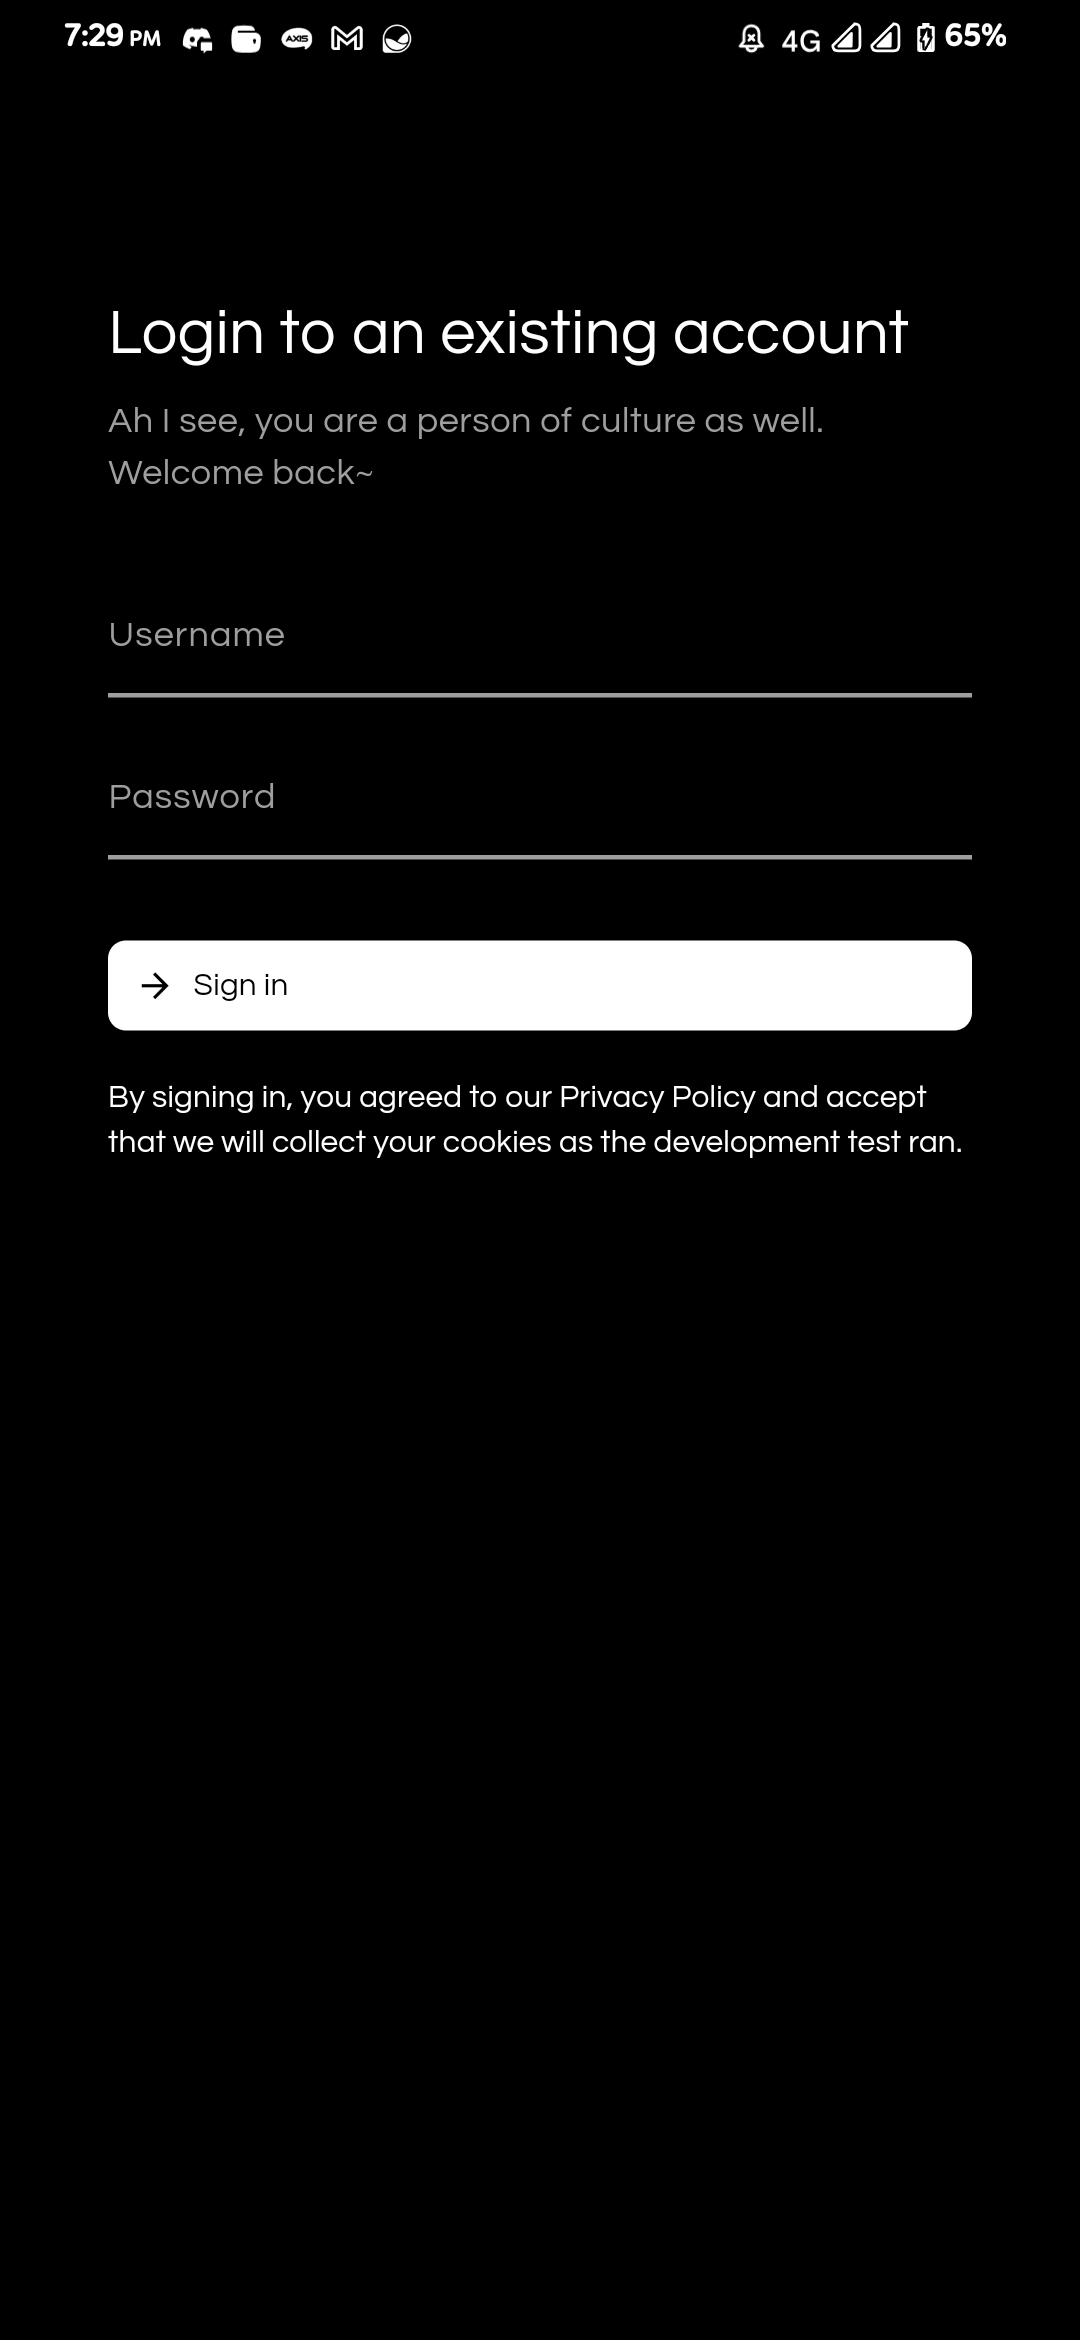 7:29 PM AXIS 4G 65%
Login to an existing account
Ah I see, you are a person of culture as well.
Welcome back~
Username
Password
Sign in
By signing in, you agreed to our Privacy Policy and accept
that we will collect your cookies as the development test ran.